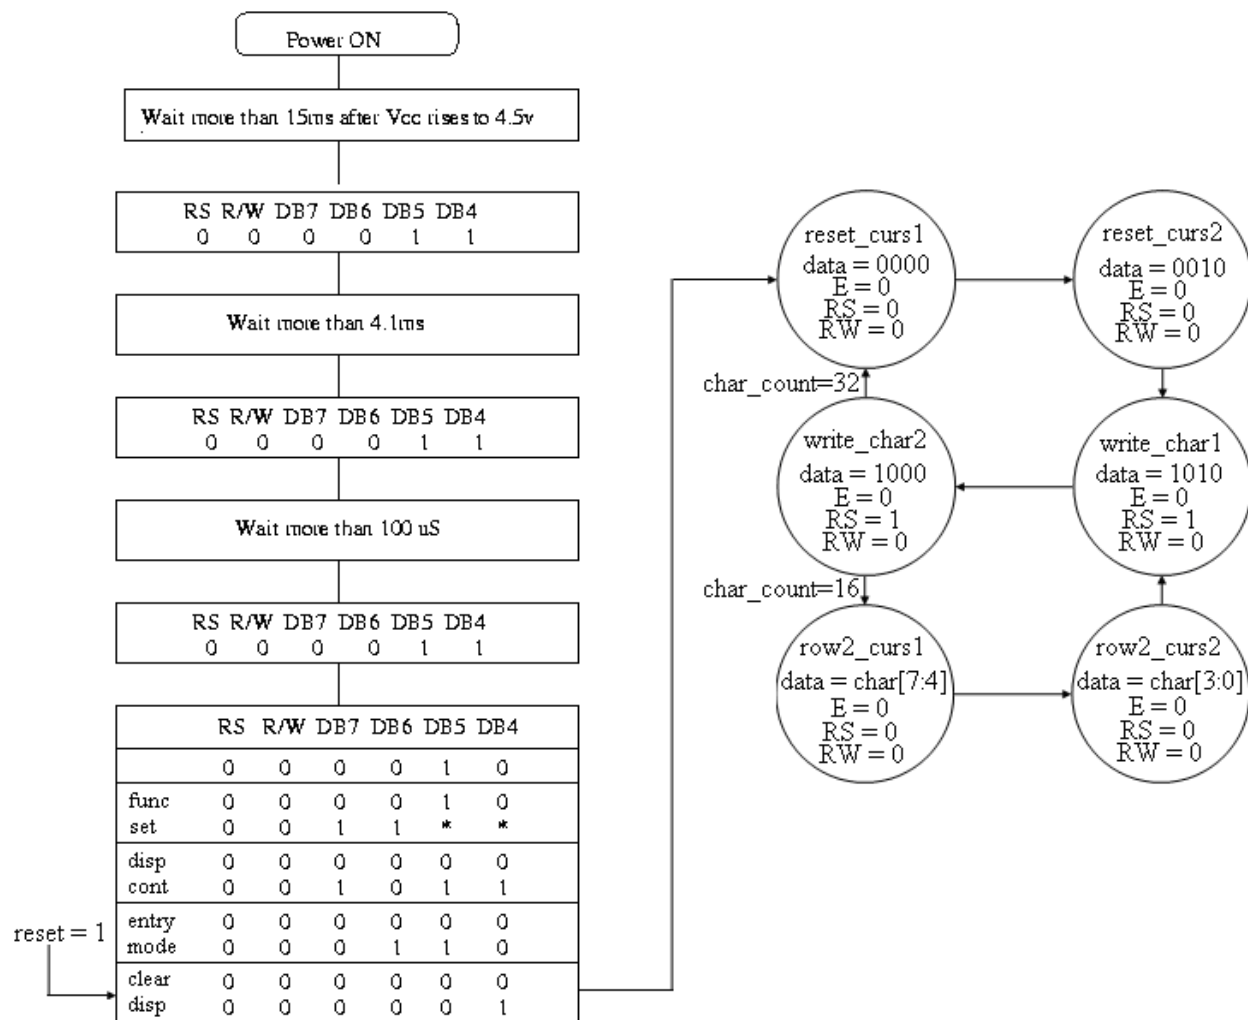 Power ON
Wait more than 15ms after Vcc rises to 4.5v
RS R/W DB7 DB6 DB5 DB4
0 0 0 0 1 1
Wait more than 4.1ms
RS R/W DB7 DB6 DB5 DB4
0 0 0 0 1 1
Wait more than 100 uS
RS R/W DB7 DB6 DB5 DB4
0 0 0 0 1 1
RS R/W DB7 DB6 DB5 DB4
0 0 0 0 1 0
func 0 0 0 0 1 0
set 0 0 1 1 * *
disp 0 0 0 0 0 0
cont 0 0 1 0 1 1
entry 0 0 0 0 0 0
mode 0 0 0 1 1 0
clear 0 0 0 0 0 0
disp 0 0 0 0 0 1
reset = 1
reset_curs1
data = 0000
E = 0
RS = 0
RW = 0
reset_curs2
data = 0010
E = 0
RS = 0
RW = 0
char_count=32
write_char2
data = 1000
E = 0
RS = 1
RW = 0
write_char1
data = 1010
E = 0
RS = 1
RW = 0
char_count=16
row2_curs1
data = char[7:4]
E = 0
RS = 0
RW = 0
row2_curs2
data = char[3:0]
E = 0
RS = 0
RW = 0